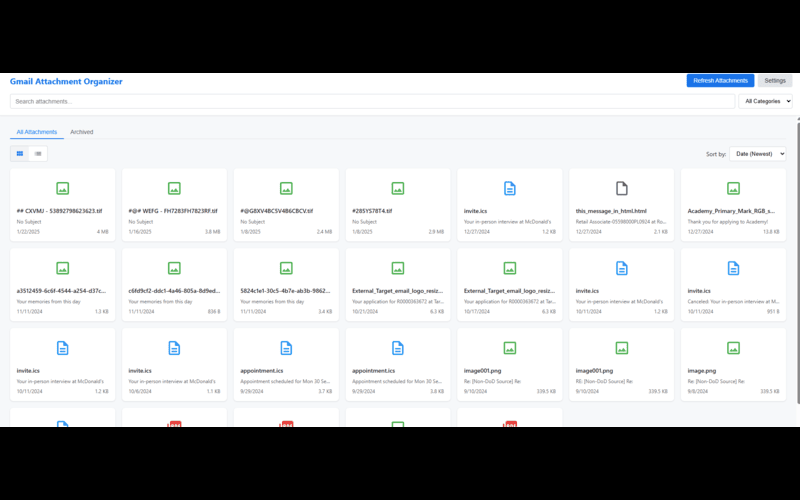 Gmail Attachment Organizer
Refresh Attachments
Settings
Search attachments...
All Categories
All Attachments
Archived
Sort by:
Date (Newest)
## CXVMJ - 53892798623623.tif
No Subject
1/22/2025
4 MB
#@# WEFG - FH7283FH7823RF.tif
No Subject
1/16/2025
3.8 MB
#@G8XV4BC5V4B6CBCV.tif
No Subject
1/8/2025
2.4 MB
#285YS78T4.tif
No Subject
1/8/2025
2.9 MB
invite.ics
Your in-person interview at McDonald's
12/27/2024
1.2 KB
this_message_in_html.html
Retail Associate-05598000FL0924 at Ro...
12/27/2024
2.1 KB
Academy_Primary_Mark_RGB_s...
Thank you for applying to Academy!
12/27/2024
13.8 KB
a3512459-6c6f-4544-a254-d37c...
Your memories from this day
11/11/2024
1.3 KB
c6fd9cf2-ddc1-4a46-805a-8d9ed...
Your memories from this day
11/11/2024
836 B
5824c1e1-30c5-4b7e-ab3b-9862...
Your memories from this day
11/11/2024
3.4 KB
External_Target_email_logo_resiz...
Your application for R0000363672 at Tar...
10/21/2024
6.3 KB
External_Target_email_logo_resiz...
Your application for R0000363672 at Tar...
10/17/2024
6.3 KB
invite.ics
Your in-person interview at McDonald's
10/11/2024
1.2 KB
invite.ics
Canceled: Your in-person interview at M...
10/11/2024
951 B
invite.ics
Your in-person interview at McDonald's
10/11/2024
1.2 KB
invite.ics
Your in-person interview at McDonald's
10/6/2024
1.1 KB
appointment.ics
Appointment scheduled for Mon 30 Se...
9/29/2024
3.7 KB
appointment.ics
Appointment scheduled for Mon 30 Se...
9/29/2024
3.8 KB
image001.png
Re: [Non-DoD Source] Re:
9/10/2024
339.5 KB
image001.png
RE: [Non-DoD Source] Re:
9/10/2024
339.5 KB
image.png
Re: [Non-DoD Source] Re:
9/8/2024
339.5 KB